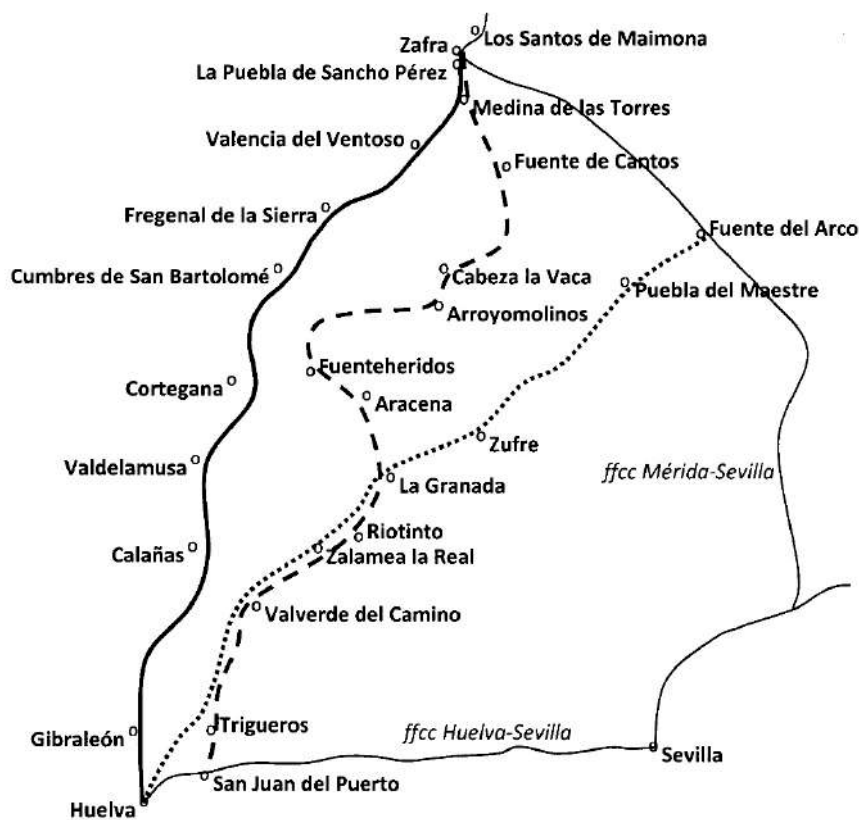 Los Santos de Maimona
Zafra
La Puebla de Sancho Pérez
Medina de las Torres
Valencia del Ventoso
Fuente de Cantos
Fregenal de la Sierra
Fuente del Arco
Cumbres de San Bartolomé
Cabeza la Vaca
Puebla del Maestre
Arroyomolinos
Fuenteheridos
Cortegana
Aracena
Zufre
Valdelamusa
ffcc Mérida-Sevilla
La Granada
Riotinto
Calañas
Zalamea la Real
Valverde del Camino
Trigueros
Gibraleón
ffcc Huelva-Sevilla
Sevilla
San Juan del Puerto
Huelva